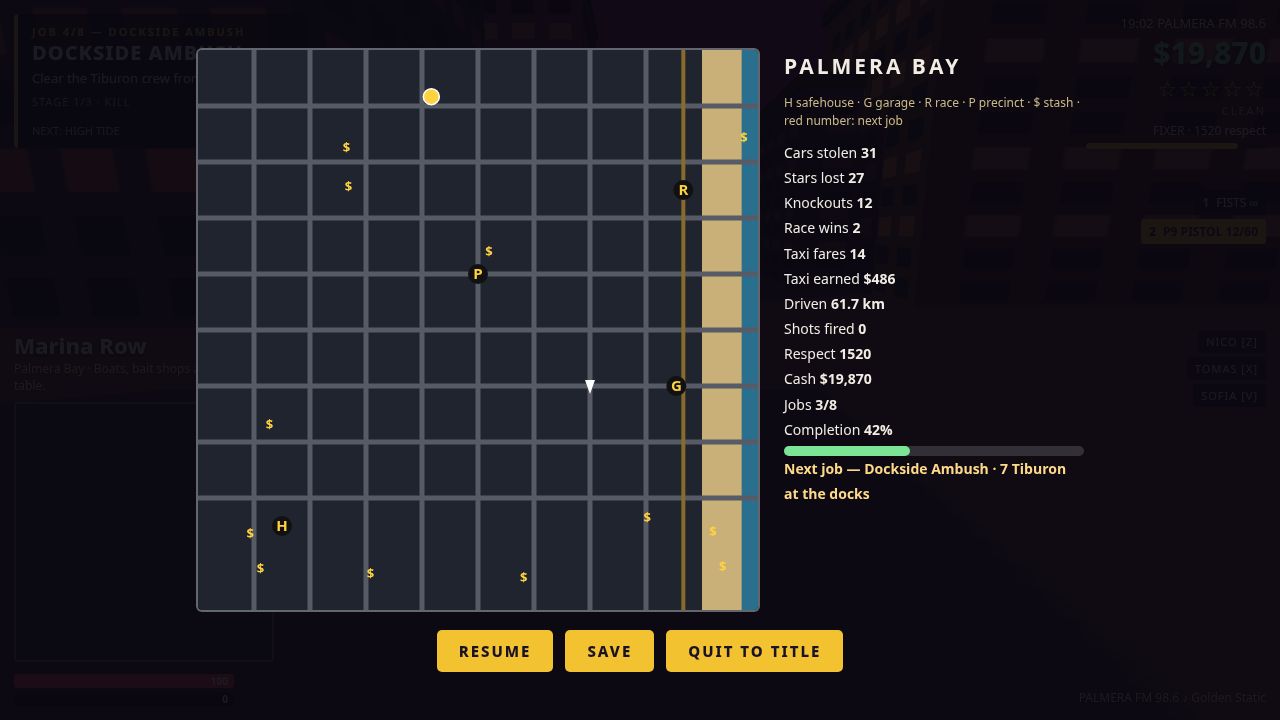 JOB 4/8 — DOCKSIDE AMBUSH
DOCKSIDE AMBUSH
Clear the Tiburon crew from
STAGE 1/3 · KILL
NEXT: HIGH TIDE
Marina Row
Palmera Bay · Boats, bait shops
table.
100
0
$
$
$
R
$
P
G
$
H
$
$
$
$
$
$
$
PALMERA BAY
H safehouse · G garage · R race · P precinct · $ stash ·
red number: next job
Cars stolen 31
Stars lost 27
Knockouts 12
Race wins 2
Taxi fares 14
Taxi earned $486
Driven 61.7 km
Shots fired 0
Respect 1520
Cash $19,870
Jobs 3/8
Completion 42%
Next job — Dockside Ambush · 7 Tiburon
at the docks
19:02 PALMERA FM 98.6
$19,870
☆☆☆☆☆
CLEAN
FIXER · 1520 respect
1 FISTS ∞
2 P9 PISTOL 12/60
NICO [Z]
TOMAS [X]
SOFIA [V]
RESUME
SAVE
QUIT TO TITLE
PALMERA FM 98.6 ♪ Golden Static